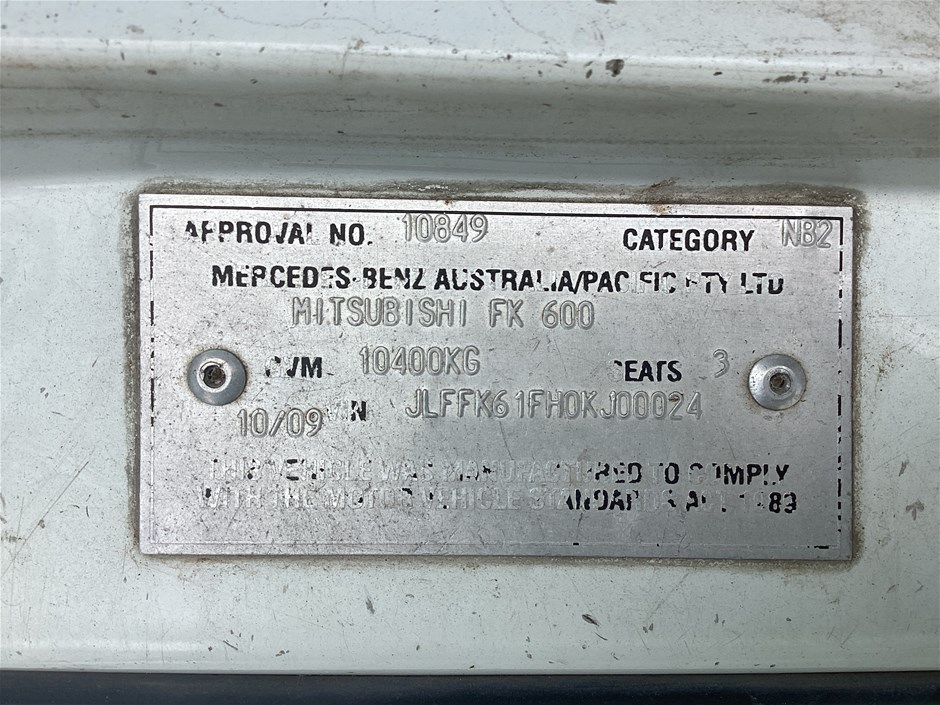 APPROVAL NO. 10849 CATEGORY NB2
MERCEDES-BENZ AUSTRALIA/PACIFIC PTY LTD
MITSUBISHI FK 600
GVM 10400KG SEATS 3
10/09 VIN JLFFK61FH0KJ00024
THIS VEHICLE WAS MANUFACTURED TO COMPLY
WITH THE MOTOR VEHICLE STANDARDS ACT 1989